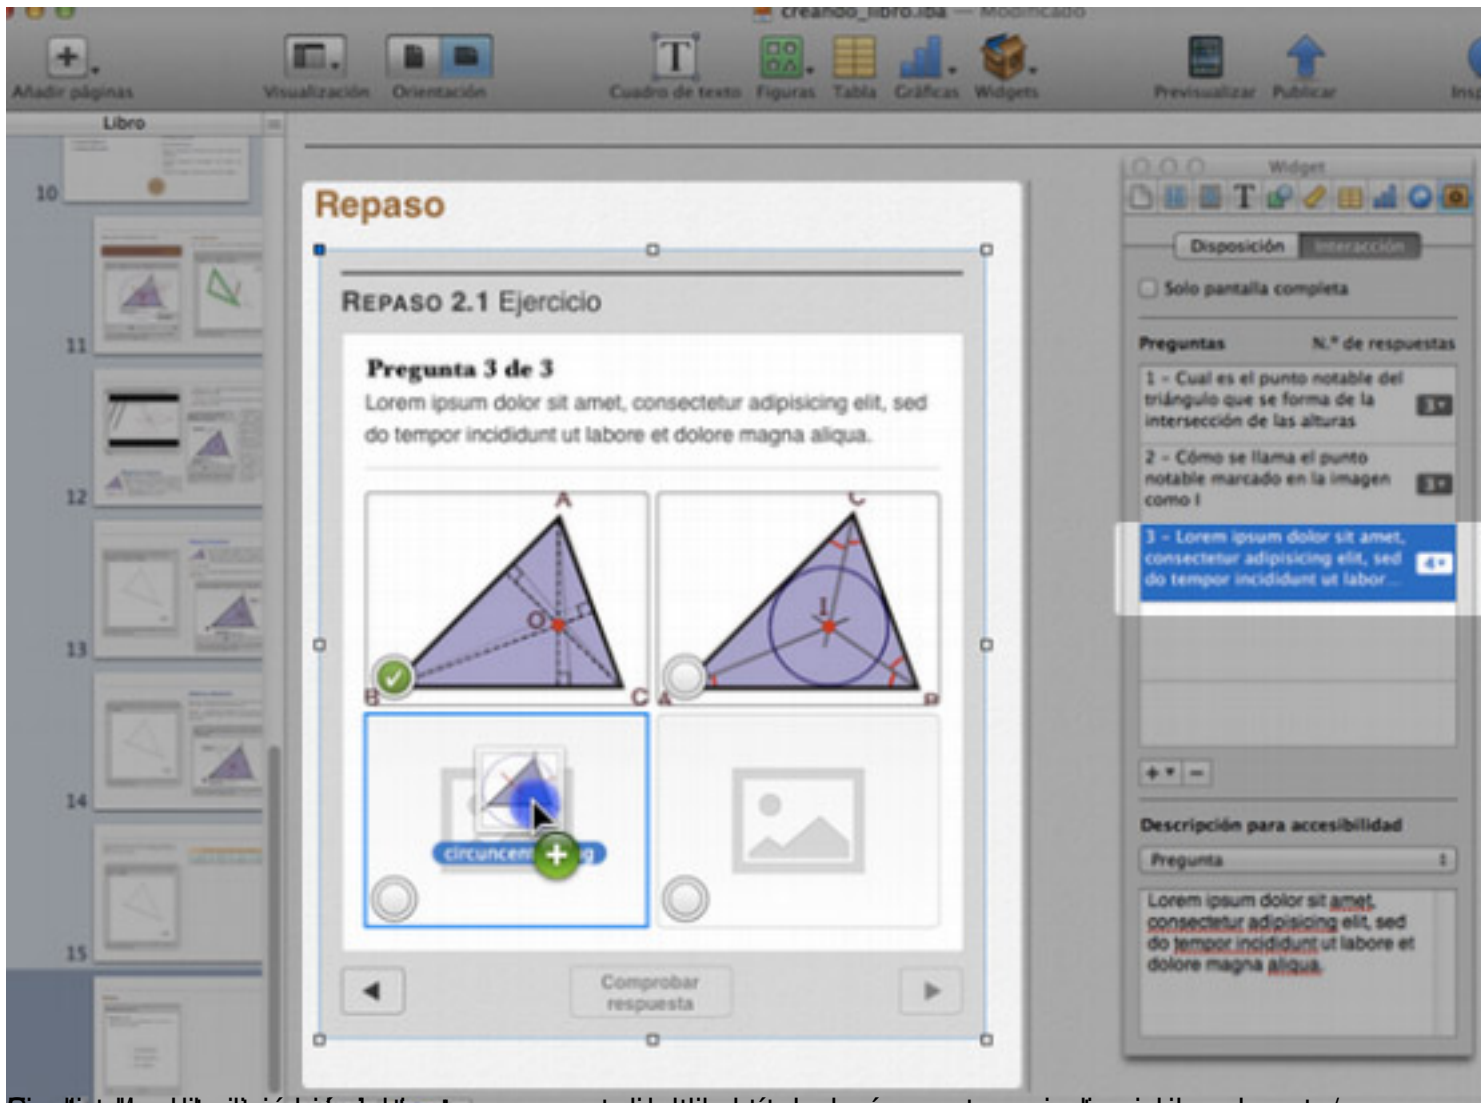 creando_libro.iba — Modificado
Añadir páginas
Visualización
Orientación
Cuadro de texto
Figuras
Tabla
Gráficas
Widgets
Previsualizar
Publicar
Libro
10
11
12
13
14
15
Repaso
REPASO 2.1 Ejercicio
Pregunta 3 de 3
Lorem ipsum dolor sit amet, consectetur adipisicing elit, sed
do tempor incididunt ut labore et dolore magna aliqua.
A
O
B
C
C
I
A
B
Comprobar
respuesta
Widget
Disposición
Interacción
Solo pantalla completa
Preguntas
N.º de respuestas
1 - Cual es el punto notable del
triángulo que se forma de la
intersección de las alturas
3
2 - Cómo se llama el punto
notable marcado en la imagen
como I
3
3 - Lorem ipsum dolor sit amet,
consectetur adipisicing elit, sed
do tempor incididunt ut labor...
4
Descripción para accesibilidad
Pregunta
Lorem ipsum dolor sit amet,
consectetur adipisicing elit, sed
do tempor incididunt ut labore et
dolore magna aliqua.